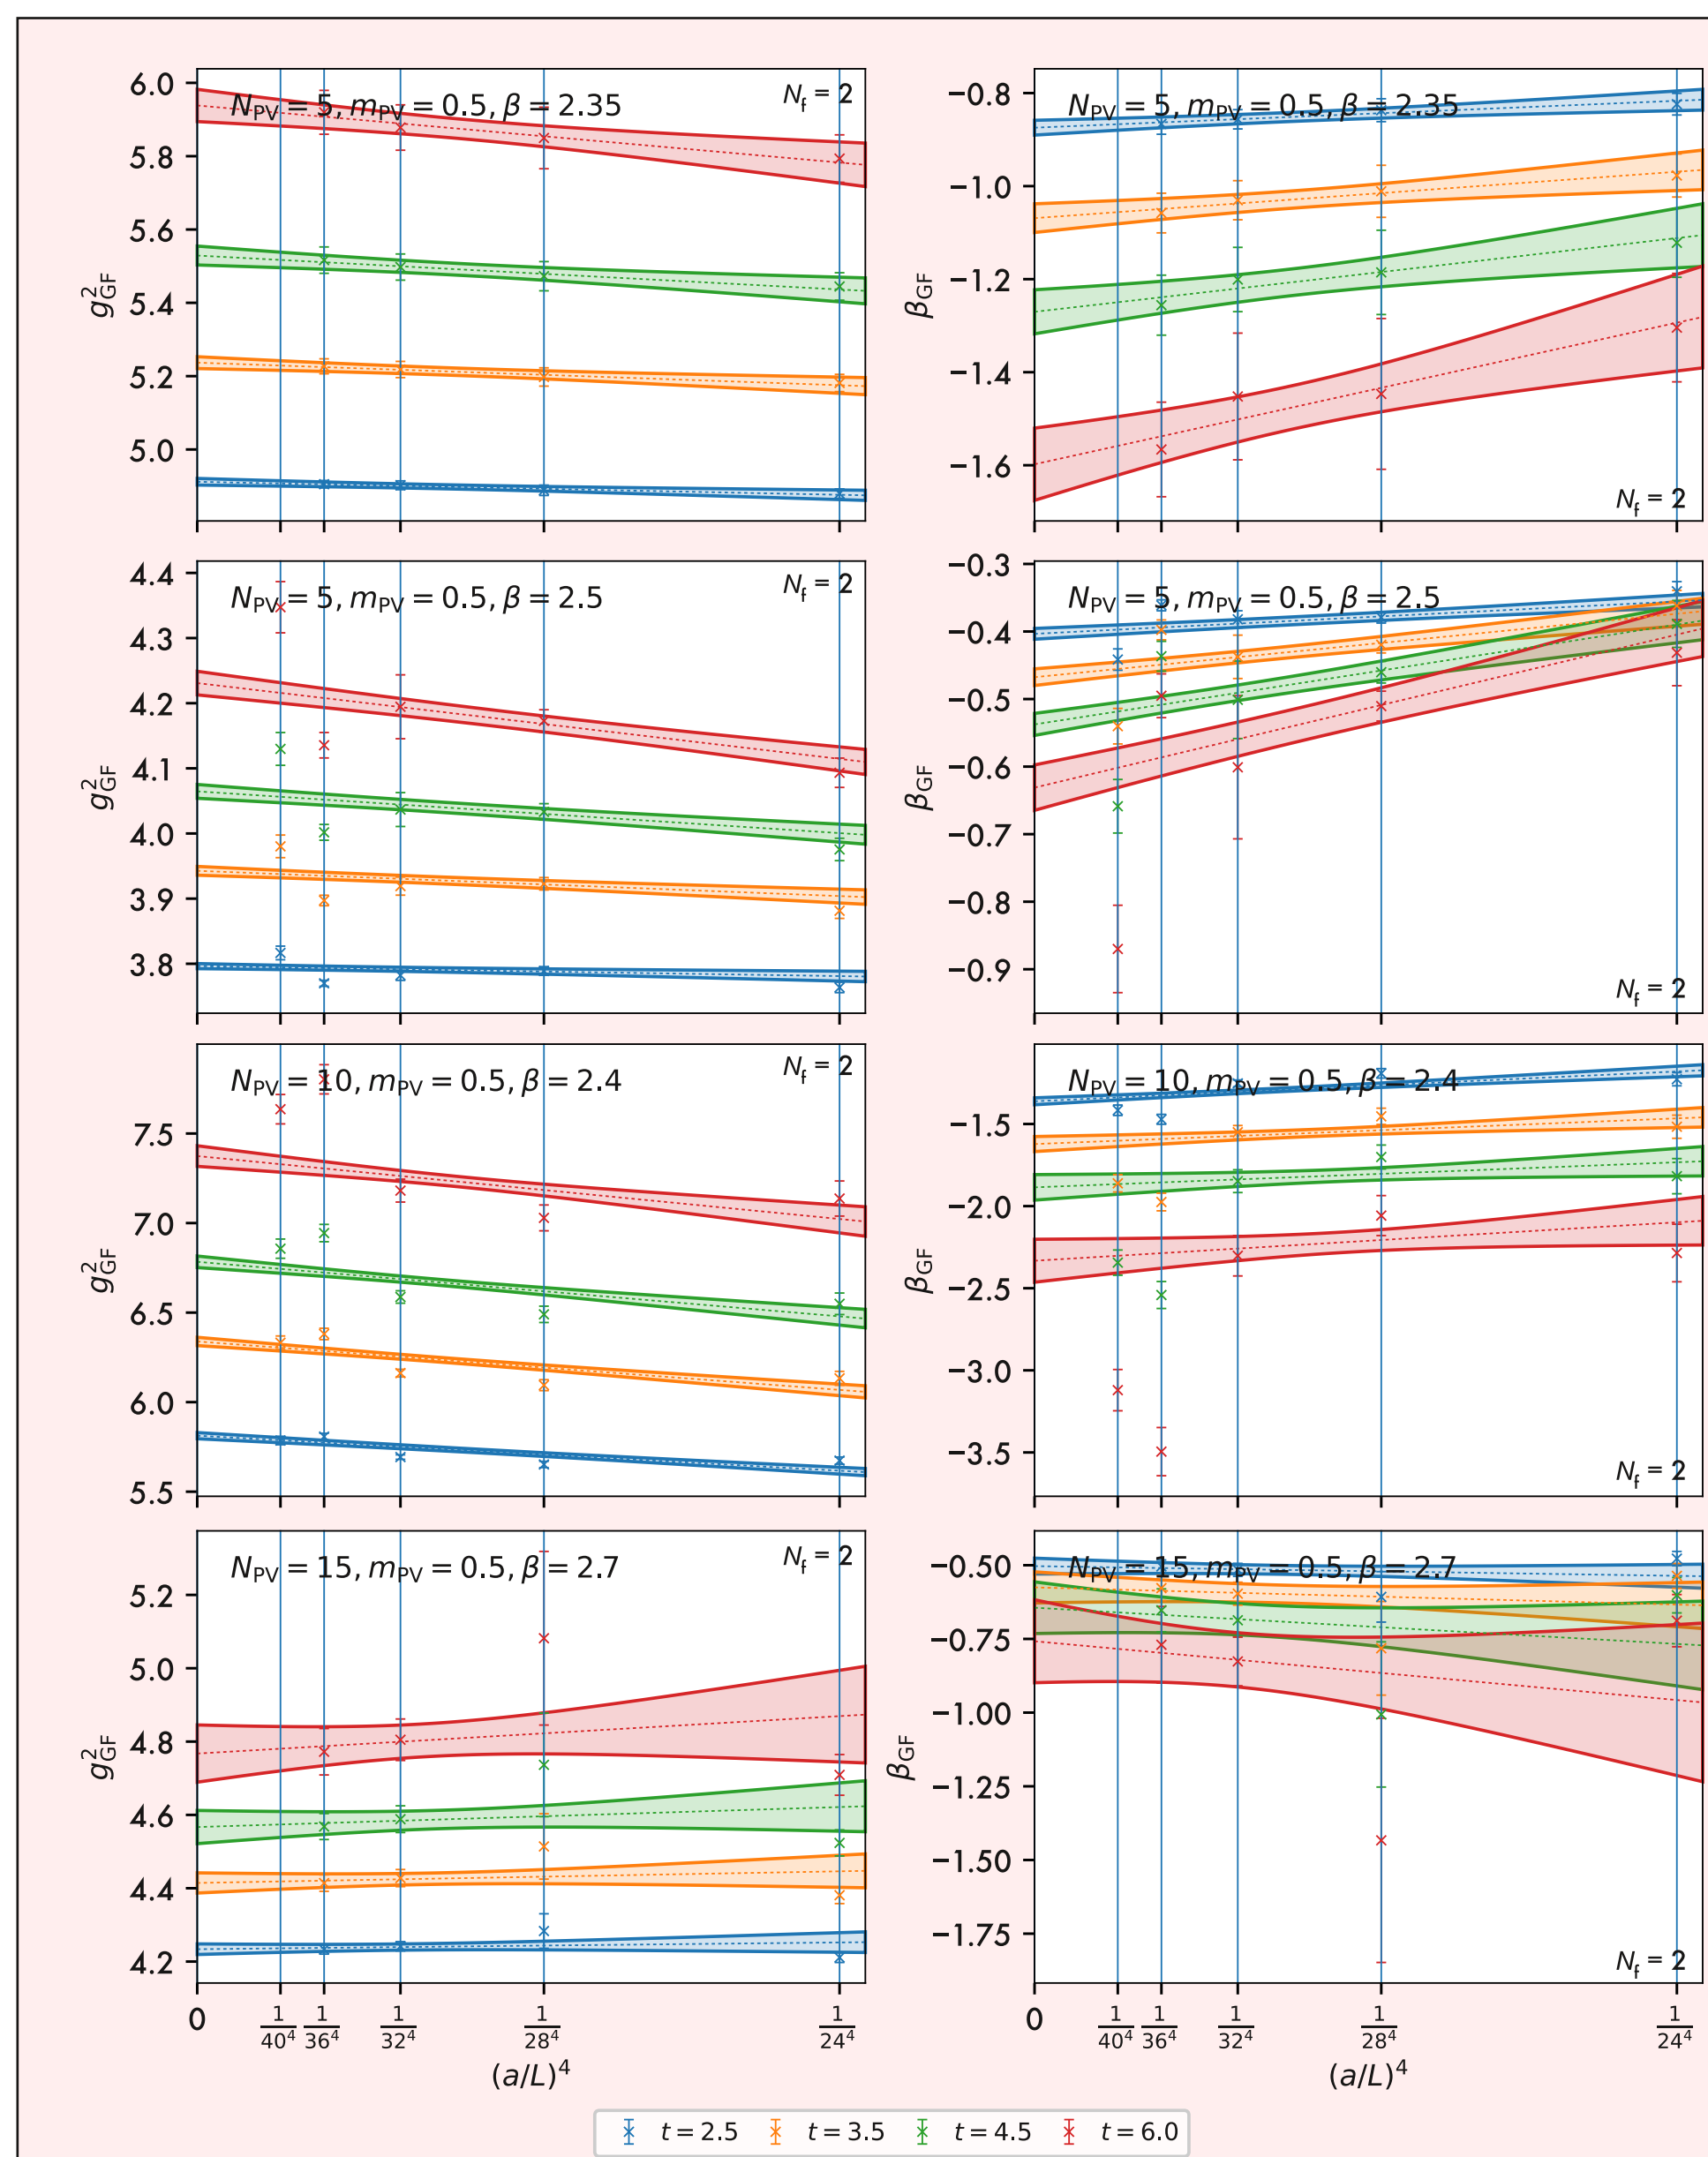 N_PV = 5, m_PV = 0.5, β = 2.35
N_f = 2
6.0
5.8
5.6
5.4
5.2
5.0
g²_GF
N_PV = 5, m_PV = 0.5, β = 2.35
N_f = 2
−0.8
−1.0
−1.2
−1.4
−1.6
β_GF
N_PV = 5, m_PV = 0.5, β = 2.5
N_f = 2
4.4
4.3
4.2
4.1
4.0
3.9
3.8
g²_GF
N_PV = 5, m_PV = 0.5, β = 2.5
N_f = 2
−0.3
−0.4
−0.5
−0.6
−0.7
−0.8
−0.9
β_GF
N_PV = 10, m_PV = 0.5, β = 2.4
N_f = 2
7.5
7.0
6.5
6.0
5.5
g²_GF
N_PV = 10, m_PV = 0.5, β = 2.4
N_f = 2
−1.5
−2.0
−2.5
−3.0
−3.5
β_GF
N_PV = 15, m_PV = 0.5, β = 2.7
N_f = 2
5.2
5.0
4.8
4.6
4.4
4.2
g²_GF
0 1/40⁴ 1/36⁴ 1/32⁴ 1/28⁴ 1/24⁴
(a/L)⁴
N_PV = 15, m_PV = 0.5, β = 2.7
N_f = 2
−0.50
−0.75
−1.00
−1.25
−1.50
−1.75
β_GF
0 1/40⁴ 1/36⁴ 1/32⁴ 1/28⁴ 1/24⁴
(a/L)⁴
t = 2.5 t = 3.5 t = 4.5 t = 6.0